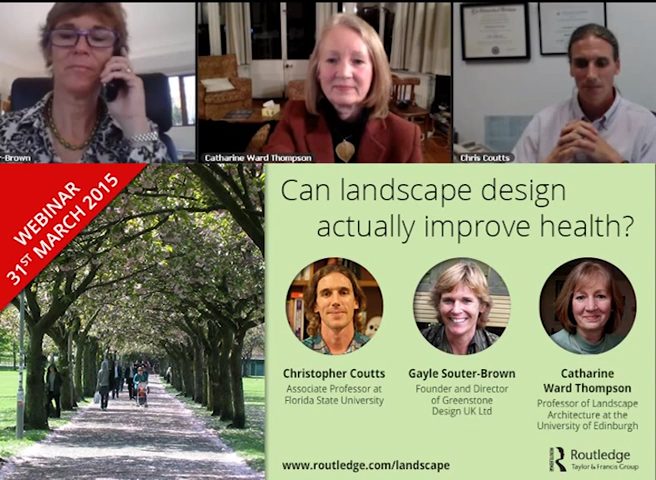 -Brown
Catharine Ward Thompson
Chris Coutts
WEBINAR
31ST MARCH 2015
Can landscape design
actually improve health?
Christopher Coutts
Associate Professor at
Florida State University
Gayle Souter-Brown
Founder and Director
of Greenstone
Design UK Ltd
Catharine
Ward Thompson
Professor of Landscape
Architecture at the
University of Edinburgh
www.routledge.com/landscape
ROUTLEDGE
Routledge
Taylor & Francis Group